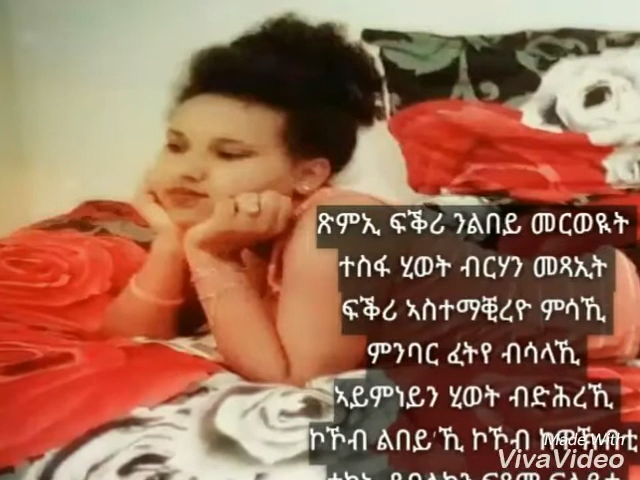 ጽምኢ ፍቕሪ ንልበይ መርወዪት
ተስፋ ሂወት ብርሃን መጻኢት
ፍቕሪ ኣስተማቒረዮ ምሳኺ
ምንባር ፈትየ ብሳላኺ
ኣይምነይን ሂወት ብድሕረኺ
ኮኾብ ልበይ'ኺ ኮኾብ
Made With
VivaVideo